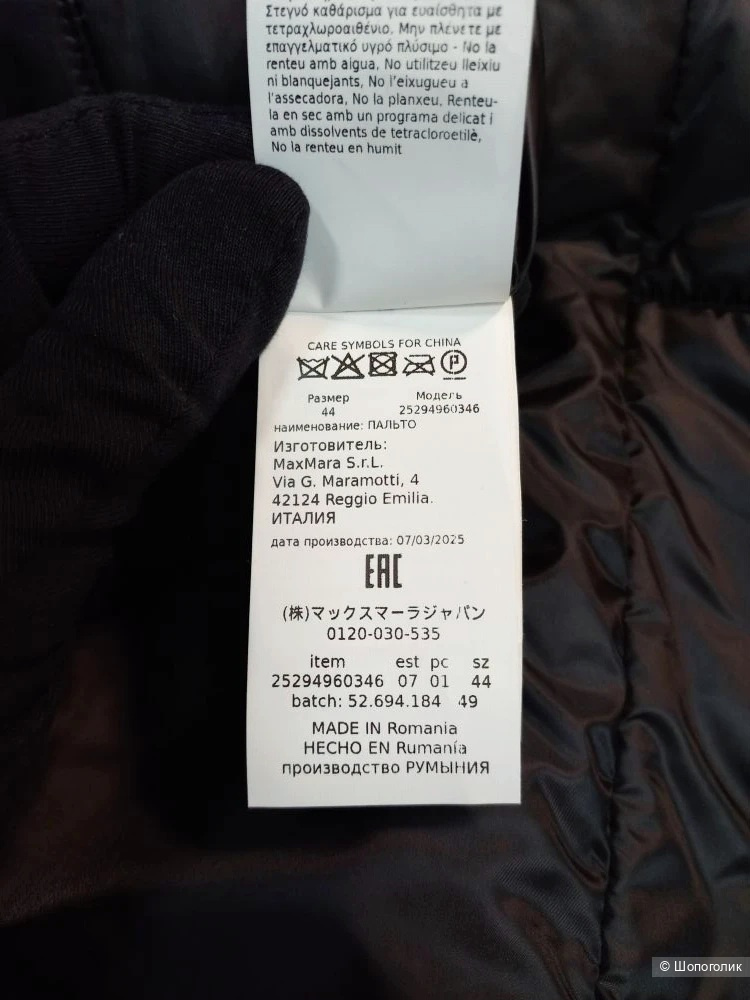 Στεγνό καθάρισμα για ευαίσθητα με
τετραχλωροαιθένιο. Μην πλένετε με
επαγγελματικό υγρό πλύσιμο - No la
renteu amb aigua, No utilitzeu lleixiu
ni blanquejants, No l'eixugueu a
l'assecadora, No la planxeu, Renteu-
la en sec amb un programa delicat i
amb dissolvents de tetracloroetilè,
No la renteu en humit
CARE SYMBOLS FOR CHINA
P
Размер Модель
44 25294960346
наименование: ПАЛЬТО
Изготовитель:
MaxMara S.r.L.
Via G. Maramotti, 4
42124 Reggio Emilia.
ИТАЛИЯ
дата производства: 07/03/2025
EAC
(株)マックスマーラジャパン
0120-030-535
item est pc sz
25294960346 07 01 44
batch: 52.694.184 49
MADE IN Romania
HECHO EN Rumanía
производство РУМЫНИЯ
© Шопоголик